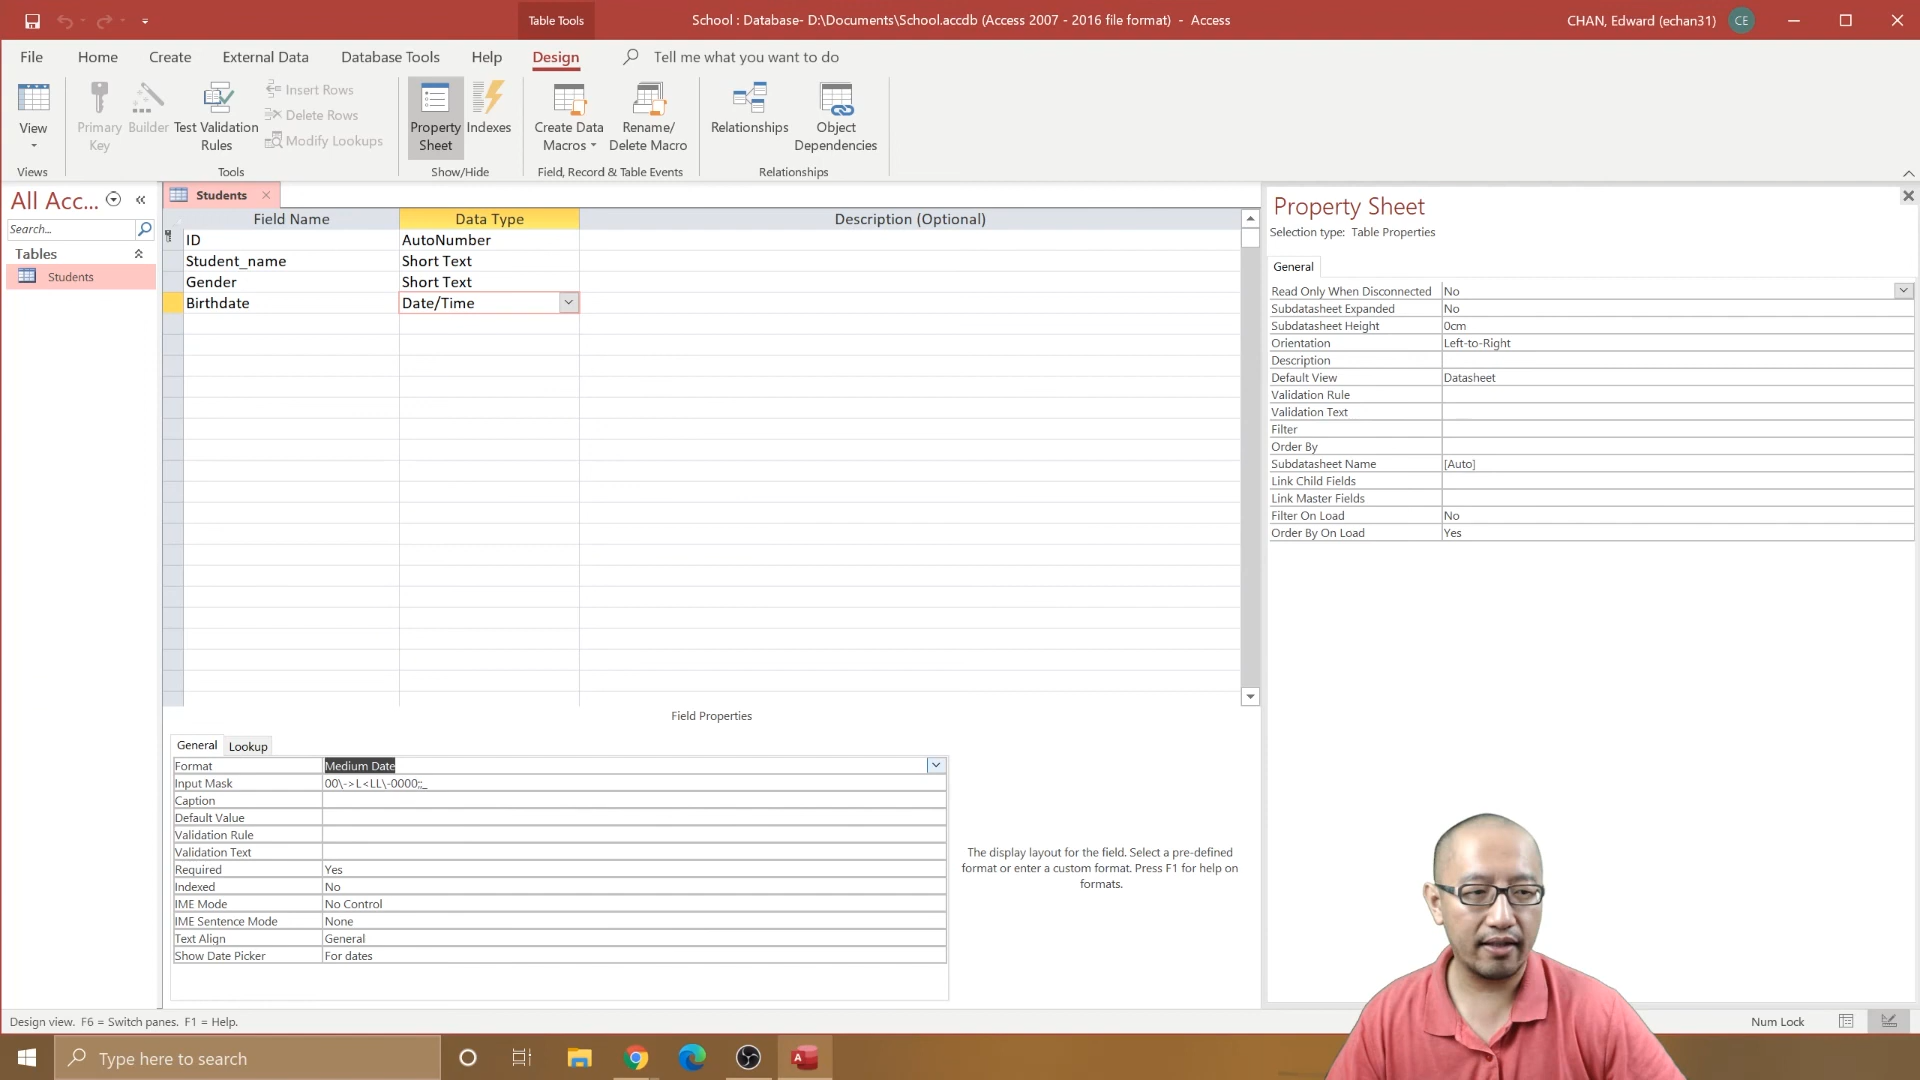 Table Tools
School : Database- D:\Documents\School.accdb (Access 2007 - 2016 file format) - Access
CHAN, Edward (echan31)
CE
File
Home
Create
External Data
Database Tools
Help
Design
Tell me what you want to do
View
Primary Key
Builder
Test Validation Rules
Insert Rows
Delete Rows
Modify Lookups
Property Sheet
Indexes
Create Data Macros
Rename/ Delete Macro
Relationships
Object Dependencies
Views
Tools
Show/Hide
Field, Record & Table Events
Relationships
All Acc...
Search...
Tables
Students
Students
Field Name
Data Type
Description (Optional)
ID
AutoNumber
Student_name
Short Text
Gender
Short Text
Birthdate
Date/Time
Field Properties
General
Lookup
Format
Medium Date
Input Mask
00\->L<LL\-0000;;_
Caption
Default Value
Validation Rule
Validation Text
Required
Yes
Indexed
No
IME Mode
No Control
IME Sentence Mode
None
Text Align
General
Show Date Picker
For dates
The display layout for the field. Select a pre-defined
format or enter a custom format. Press F1 for help on
formats.
Property Sheet
Selection type: Table Properties
General
Read Only When Disconnected
No
Subdatasheet Expanded
No
Subdatasheet Height
0cm
Orientation
Left-to-Right
Description
Default View
Datasheet
Validation Rule
Validation Text
Filter
Order By
Subdatasheet Name
[Auto]
Link Child Fields
Link Master Fields
Filter On Load
No
Order By On Load
Yes
Design view. F6 = Switch panes. F1 = Help.
Num Lock
Type here to search
A